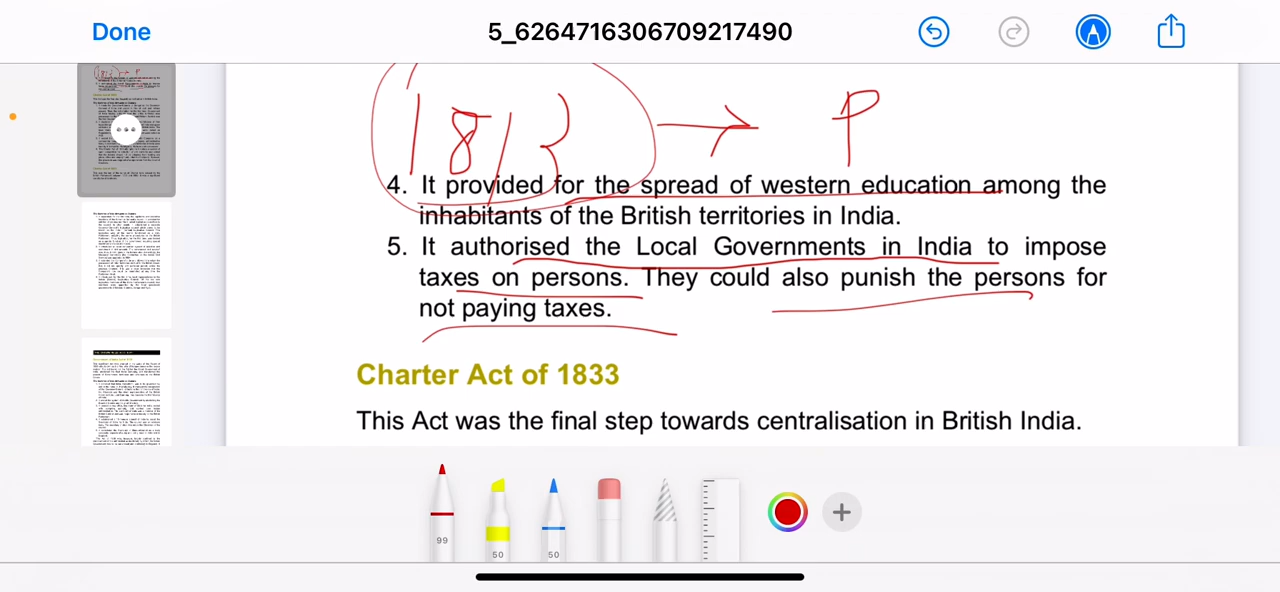 Done
5_6264716306709217490
1813 → P
4. It provided for the spread of western education among the
inhabitants of the British territories in India.
5. It authorised the Local Governments in India to impose
taxes on persons. They could also punish the persons for
not paying taxes.
Charter Act of 1833
This Act was the final step towards centralisation in British India.
99
50
50